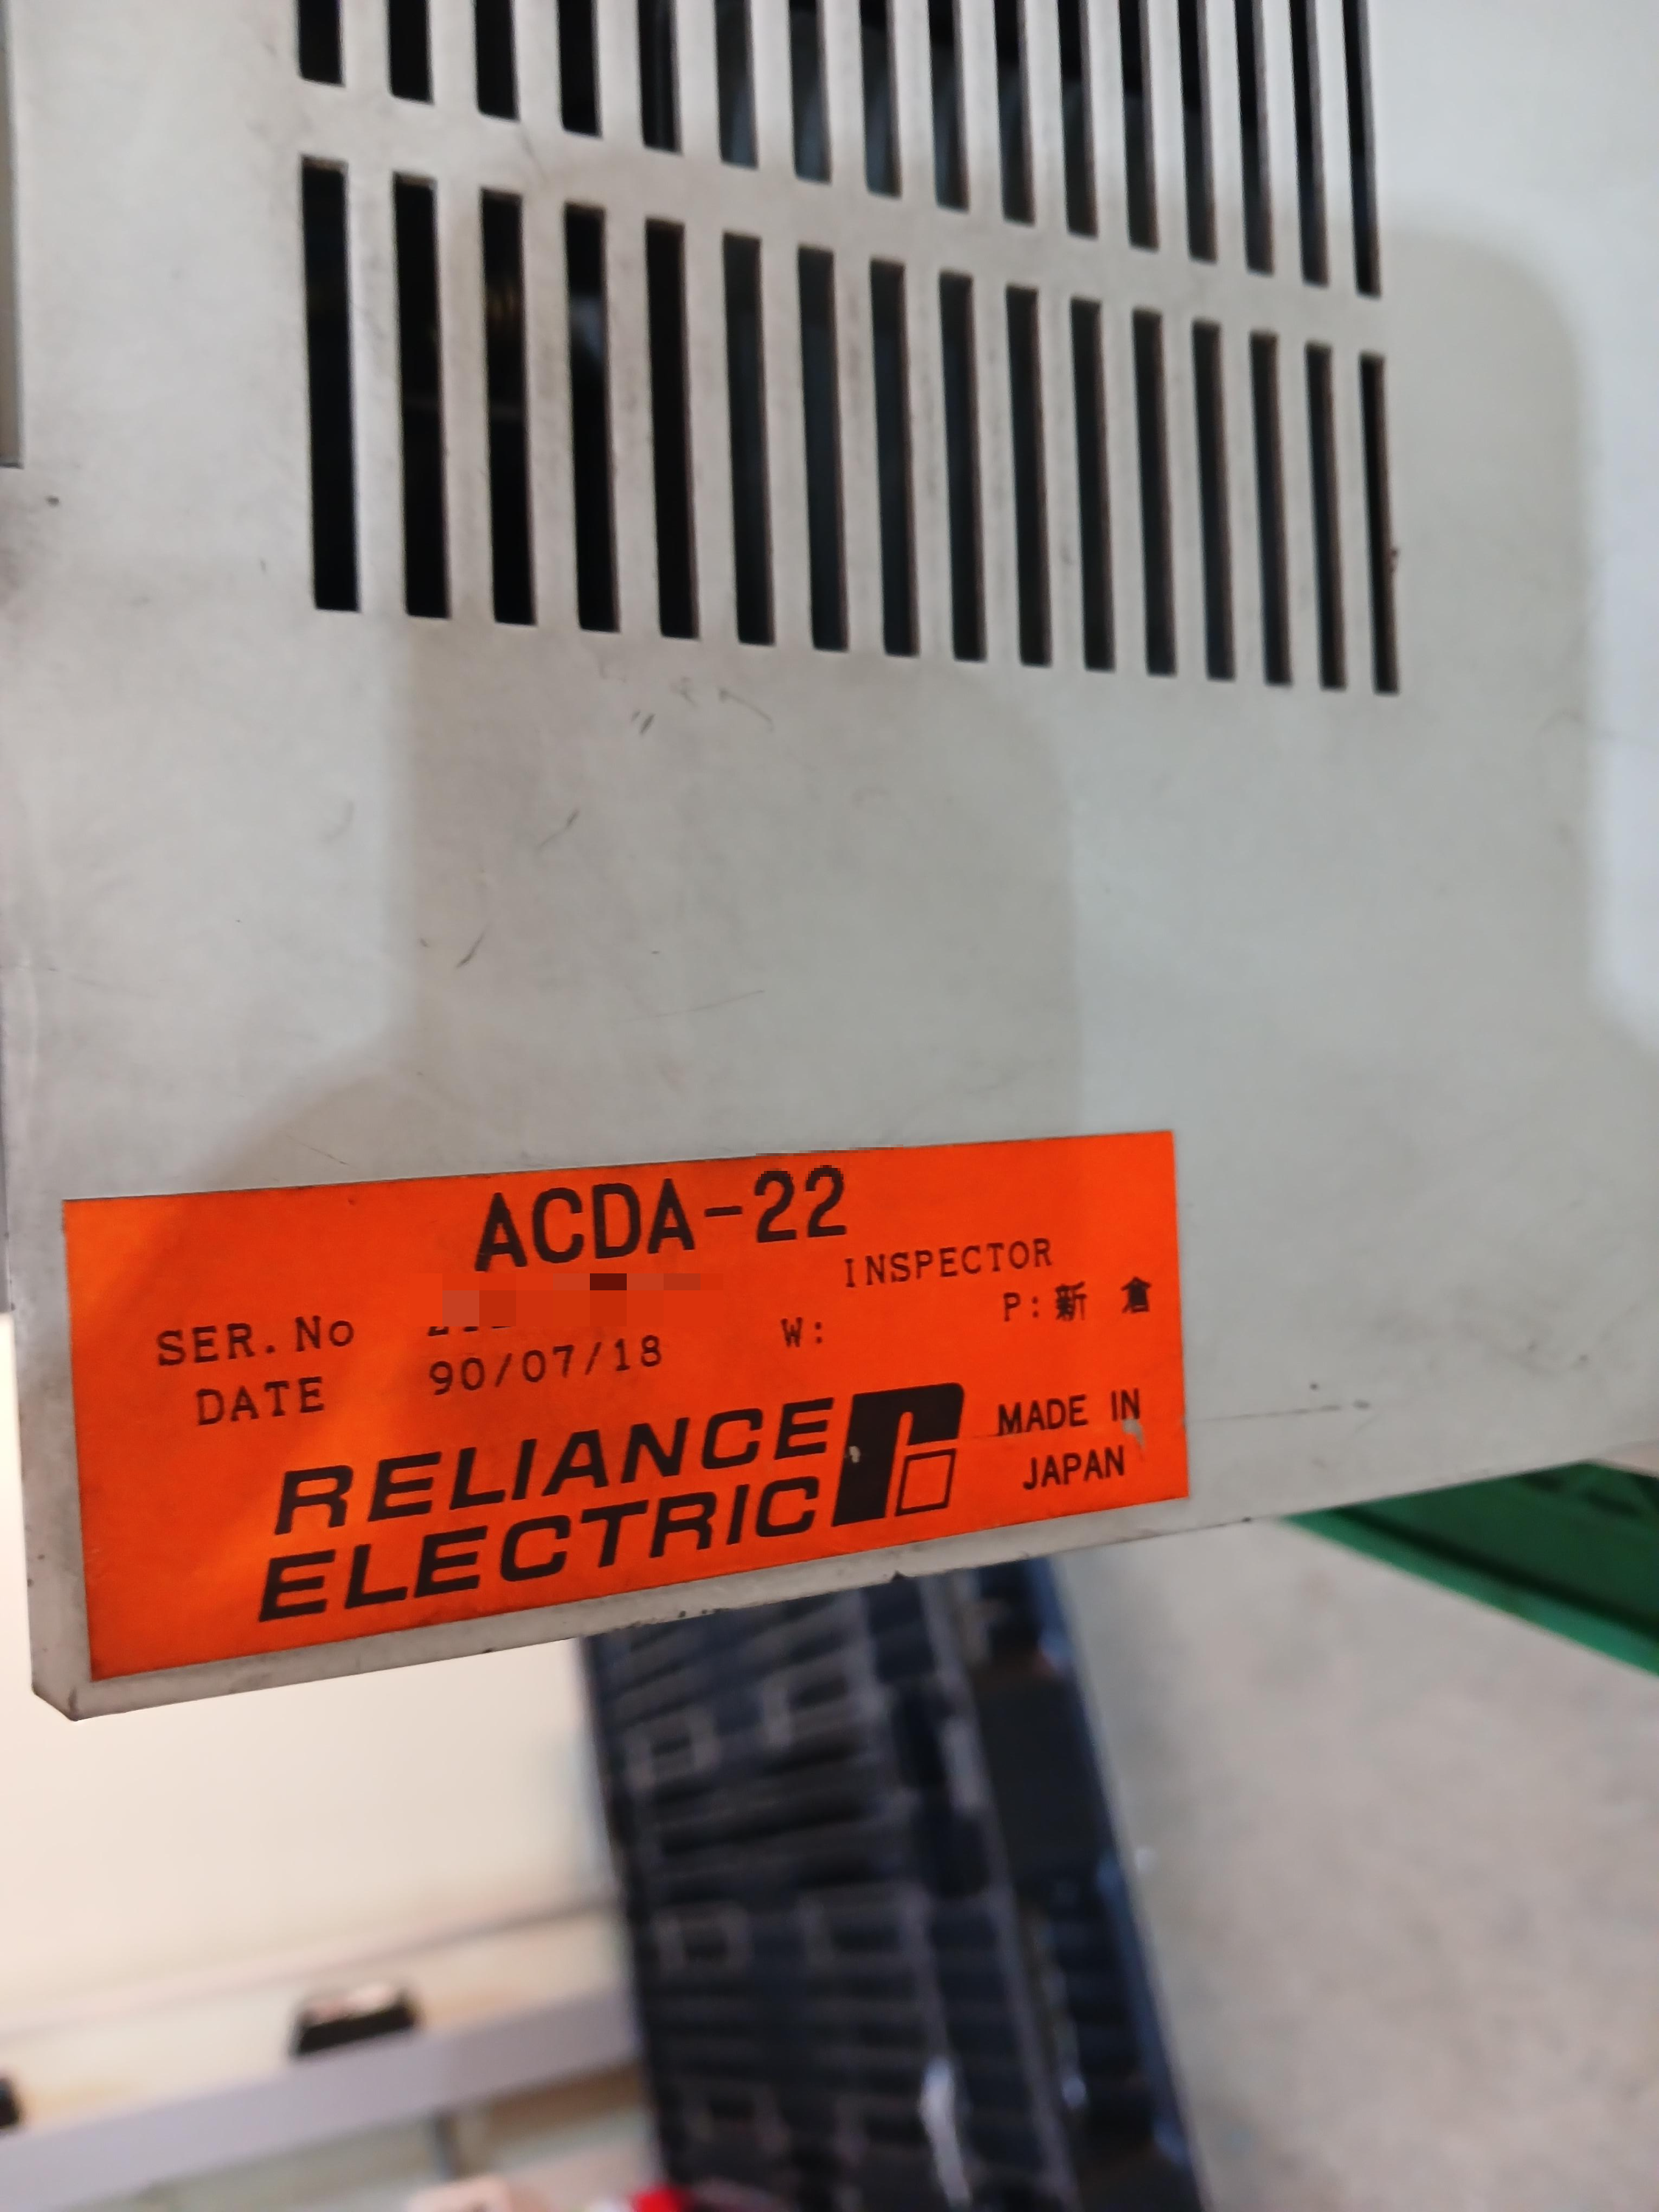 ACDA-22
INSPECTOR
SER. No
W: P: 新 倉
DATE 90/07/18
RELIANCE
ELECTRIC
MADE IN
JAPAN